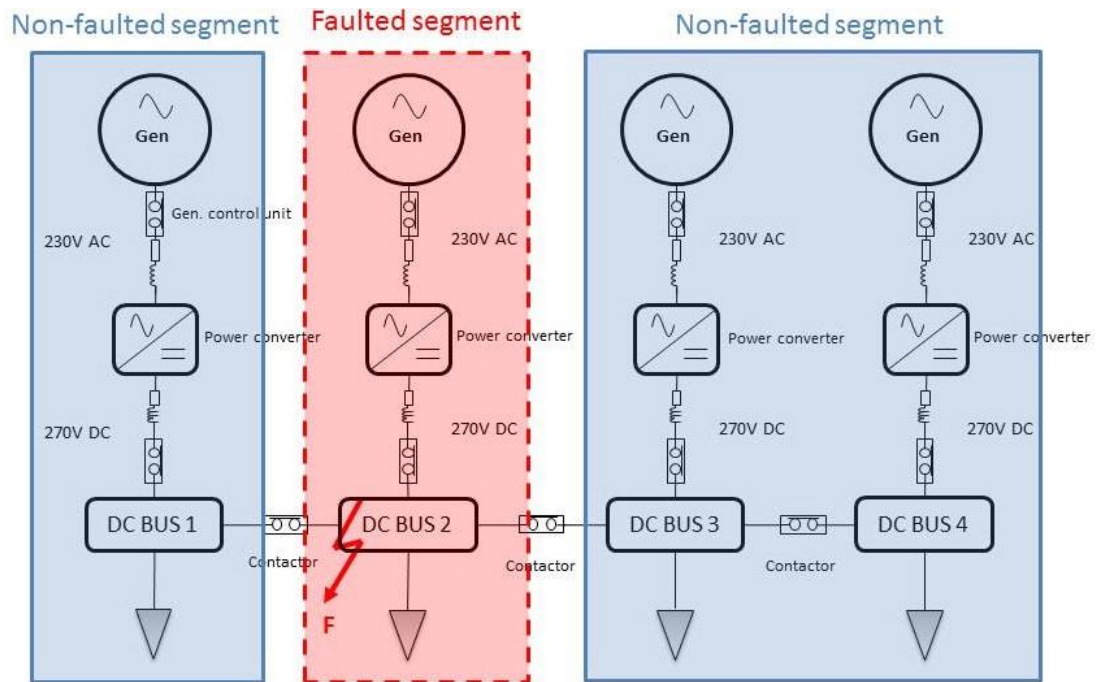 Non-faulted segment
Faulted segment
Non-faulted segment
Gen
Gen
Gen
Gen
Gen. control unit
230V AC
230V AC
230V AC
230V AC
Power converter
Power converter
Power converter
Power converter
270V DC
270V DC
270V DC
270V DC
DC BUS 1
DC BUS 2
DC BUS 3
DC BUS 4
Contactor
Contactor
Contactor
F